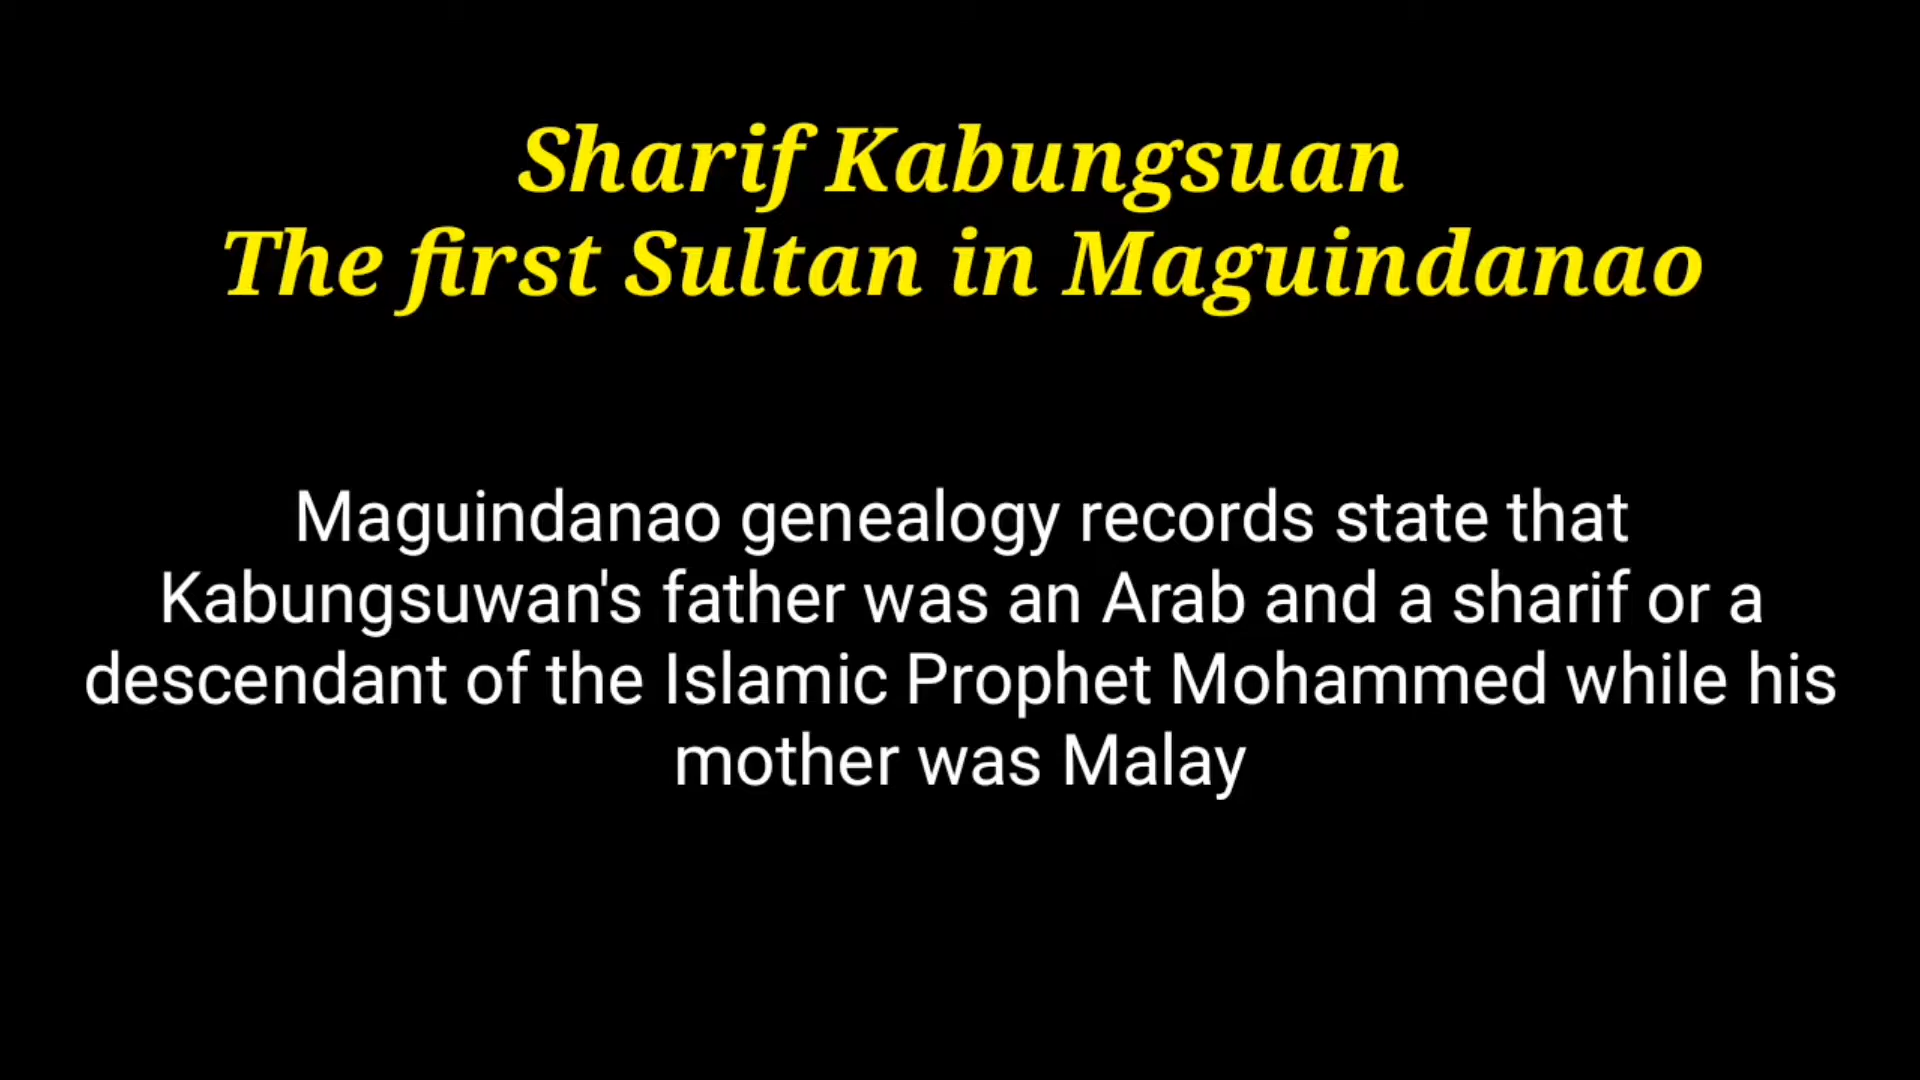 Sharif Kabungsuan
The first Sultan in Maguindanao
Maguindanao genealogy records state that
Kabungsuwan's father was an Arab and a sharif or a
descendant of the Islamic Prophet Mohammed while his
mother was Malay